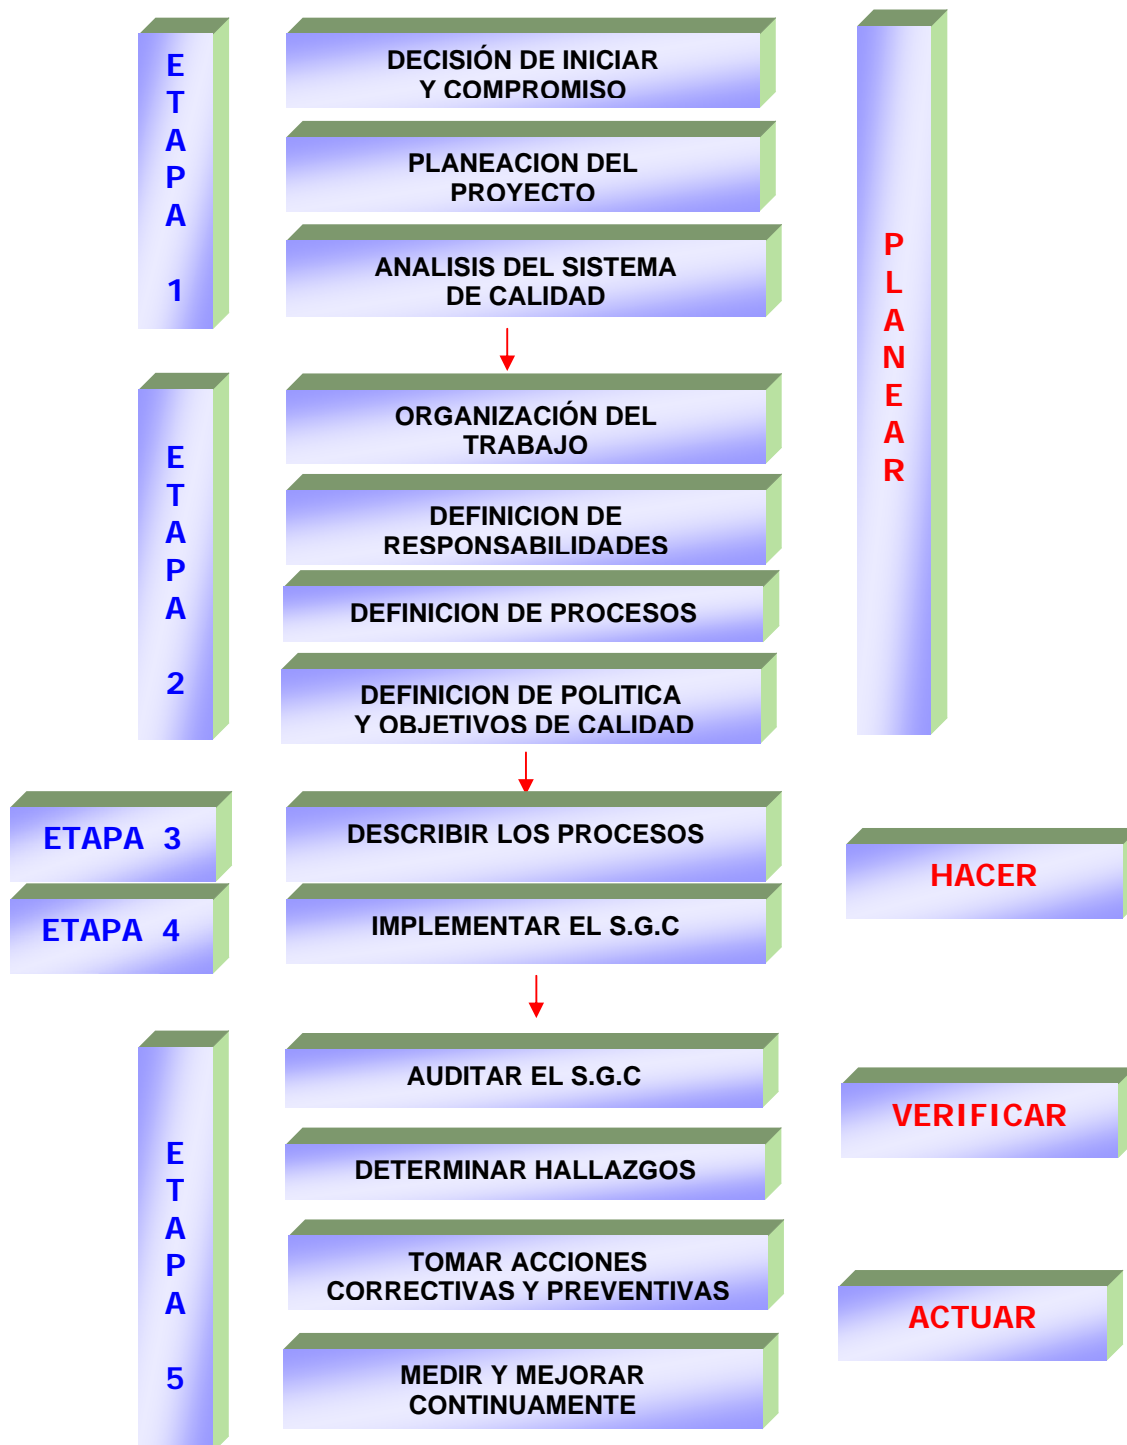 ETAPA 1
DECISIÓN DE INICIAR
Y COMPROMISO
PLANEACION DEL
PROYECTO
ANALISIS DEL SISTEMA
DE CALIDAD
PLANEAR
ETAPA 2
ORGANIZACIÓN DEL
TRABAJO
DEFINICION DE
RESPONSABILIDADES
DEFINICION DE PROCESOS
DEFINICION DE POLITICA
Y OBJETIVOS DE CALIDAD
ETAPA 3
DESCRIBIR LOS PROCESOS
HACER
ETAPA 4
IMPLEMENTAR EL S.G.C
ETAPA 5
AUDITAR EL S.G.C
VERIFICAR
DETERMINAR HALLAZGOS
TOMAR ACCIONES
CORRECTIVAS Y PREVENTIVAS
ACTUAR
MEDIR Y MEJORAR
CONTINUAMENTE